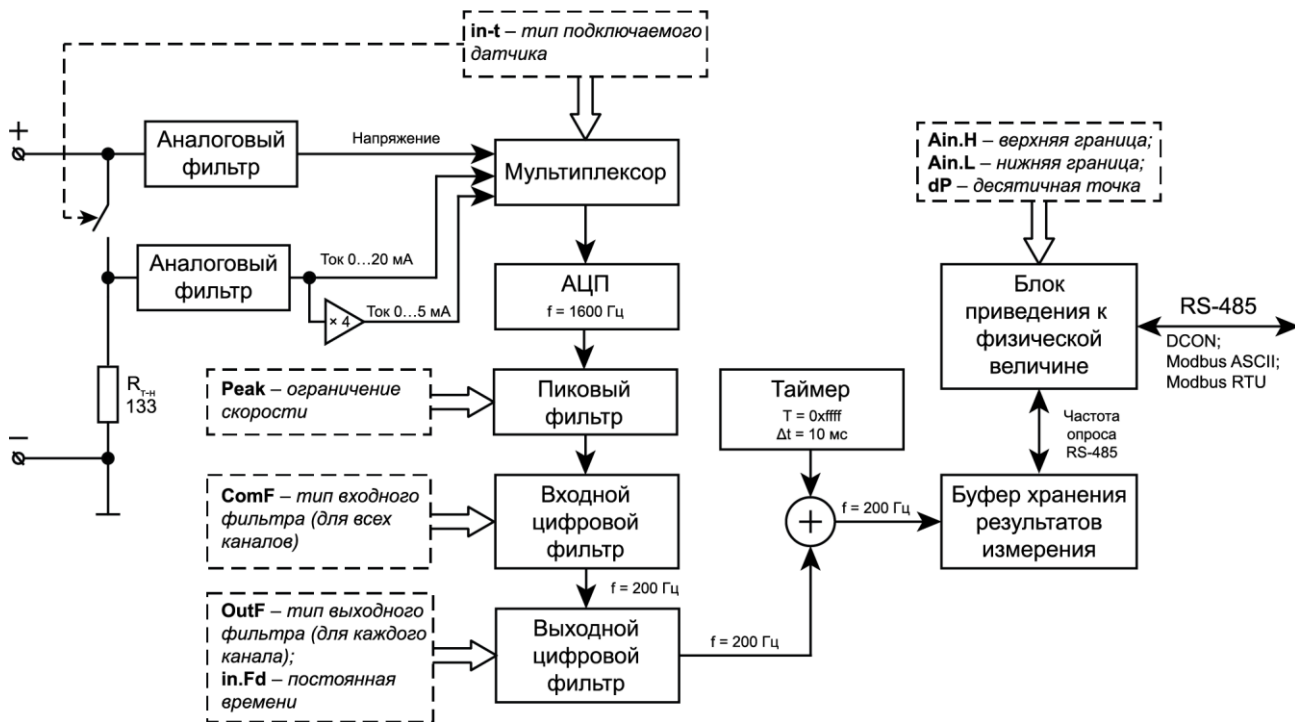 in-t – тип подключаемого
датчика
+
Аналоговый
фильтр
Напряжение
Мультиплексор
Ain.H – верхняя граница;
Ain.L – нижняя граница;
dP – десятичная точка
Аналоговый
фильтр
Ток 0...20 мА
× 4
Ток 0...5 мА
АЦП
f = 1600 Гц
Блок
приведения к
физической
величине
RS-485
DCON;
Modbus ASCII;
Modbus RTU
Rт-н
133
–
Peak – ограничение
скорости
Пиковый
фильтр
Таймер
T = 0xffff
Δt = 10 мс
Частота
опроса
RS-485
ComF – тип входного
фильтра (для всех
каналов)
Входной
цифровой
фильтр
+
f = 200 Гц
Буфер хранения
результатов
измерения
f = 200 Гц
OutF – тип выходного
фильтра (для каждого
канала);
in.Fd – постоянная
времени
Выходной
цифровой
фильтр
f = 200 Гц